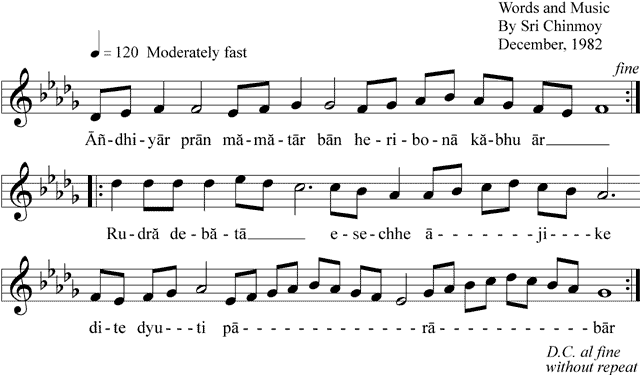 Words and Music
By Sri Chinmoy
December, 1982
= 120 Moderately fast
fine
Āñ-dhi-yār prān mă-mă-tār bān he-ri-bo-nā kă-bhu ār
Ru-dră de-bă-tā e-se-chhe ā-ji-ke
di-te dyu-ti pā-rā-bār
D.C. al fine
without repeat